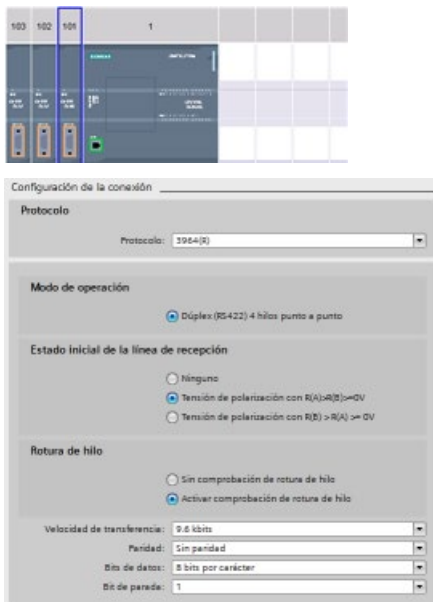 103 102 101 1
SIEMENS
Configuración de la conexión
Protocolo
Protocolo: 3964(R)
Modo de operación
Dúplex (RS422) 4 hilos punto a punto
Estado inicial de la línea de recepción
Ninguno
Tensión de polarización con R(A)>R(B)>=0V
Tensión de polarización con R(B) >R(A) >= 0V
Rotura de hilo
Sin comprobación de rotura de hilo
Activar comprobación de rotura de hilo
Velocidad de transferencia: 9.6 kbits
Paridad: Sin paridad
Bits de datos: 8 bits por carácter
Bit de parada: 1